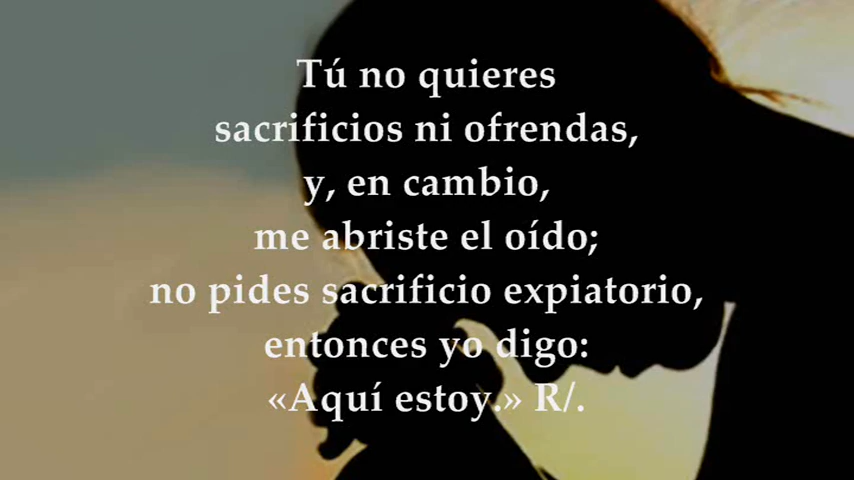 Tú no quieres
sacrificios ni ofrendas,
y, en cambio,
me abriste el oído;
no pides sacrificio expiatorio,
entonces yo digo:
«Aquí estoy.» R/.